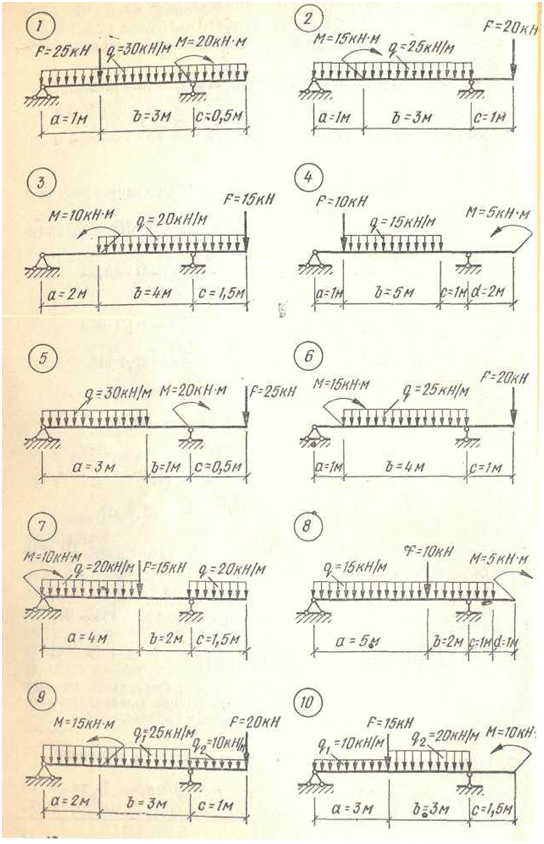 1
F=25кН q=30кН/м M=20кН·м
a=1м b=3м c=0,5м
2
M=15кН·м q=25кН/м F=20кН
a=1м b=3м c=1м
3
M=10кН·м q=20кН/м F=15кН
a=2м b=4м c=1,5м
4
F=10кН q=15кН/м M=5кН·м
a=1м b=5м c=1м d=2м
5
q=30кН/м M=20кН·м F=25кН
a=3м b=1м c=0,5м
6
M=15кН·м q=25кН/м F=20кН
a=1м b=4м c=1м
7
M=10кН·м q=20кН/м F=15кН q=20кН/м
a=4м b=2м c=1,5м
8
q=15кН/м F=10кН M=5кН·м
a=5м b=2м c=1м d=1м
9
M=15кН·м q1=25кН/м q2=10кН/м F=20кН
a=2м b=3м c=1м
10
q1=10кН/м F=15кН q2=20кН/м M=10кН·м
a=3м b=3м c=1,5м